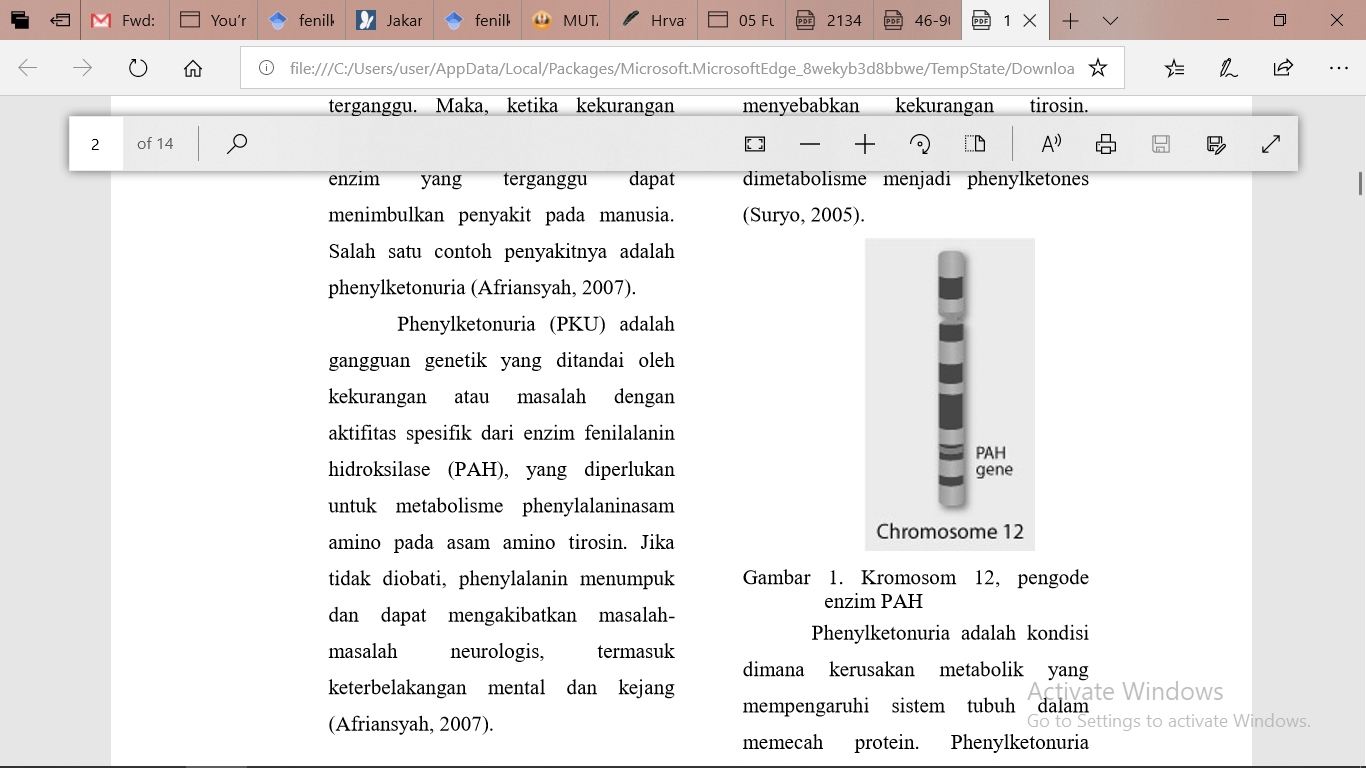 Fwd:
You'r
fenilk
Jakar
fenilk
MUT.
Hrva
05 Fu
2134
46-90
1
file:///C:/Users/user/AppData/Local/Packages/Microsoft.MicrosoftEdge_8wekyb3d8bbwe/TempState/Downloa
2 of 14
terganggu. Maka, ketika kekurangan
enzim yang terganggu dapat
menimbulkan penyakit pada manusia.
Salah satu contoh penyakitnya adalah
phenylketonuria (Afriansyah, 2007).
Phenylketonuria (PKU) adalah
gangguan genetik yang ditandai oleh
kekurangan atau masalah dengan
aktifitas spesifik dari enzim fenilalanin
hidroksilase (PAH), yang diperlukan
untuk metabolisme phenylalaninasam
amino pada asam amino tirosin. Jika
tidak diobati, phenylalanin menumpuk
dan dapat mengakibatkan masalah-
masalah neurologis, termasuk
keterbelakangan mental dan kejang
(Afriansyah, 2007).
menyebabkan kekurangan tirosin.
dimetabolisme menjadi phenylketones
(Suryo, 2005).
PAH
gene
Chromosome 12
Gambar 1. Kromosom 12, pengode
enzim PAH
Phenylketonuria adalah kondisi
dimana kerusakan metabolik yang
mempengaruhi sistem tubuh dalam
memecah protein. Phenylketonuria
Activate Windows
Go to Settings to activate Windows.